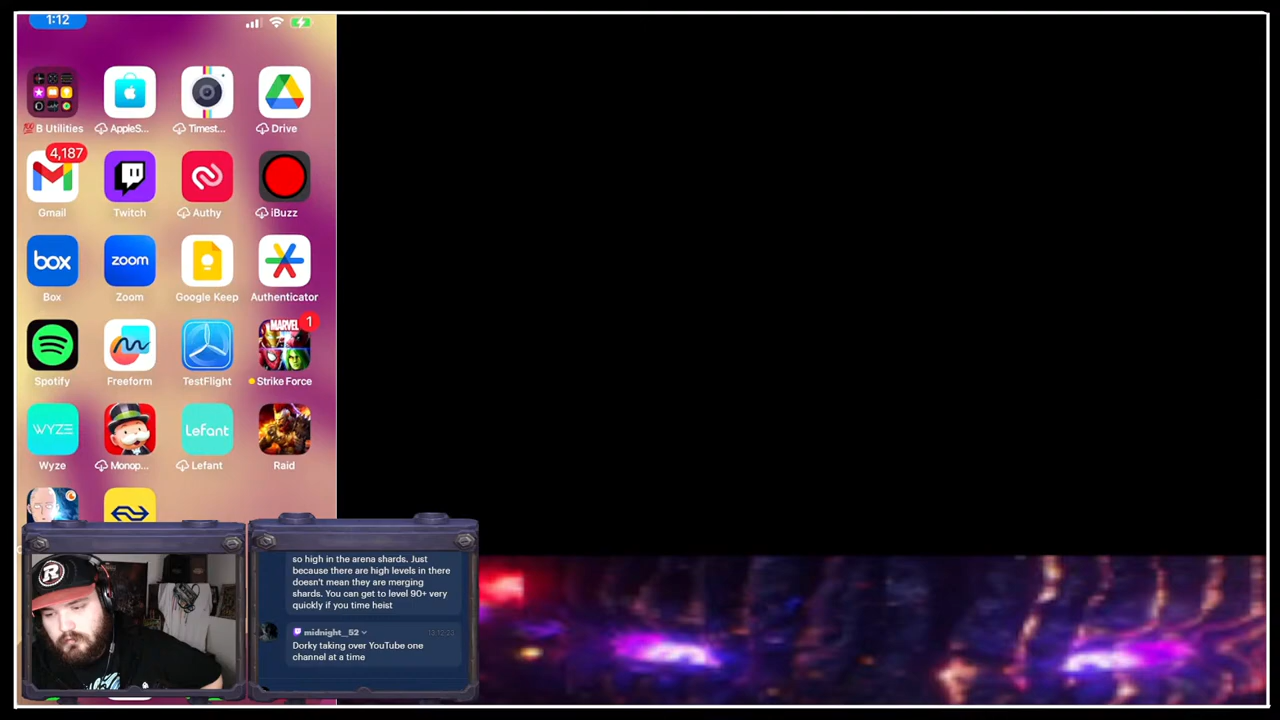 1:12
B Utilities
AppleS...
Timest...
Drive
4,187
Gmail
Twitch
Authy
iBuzz
box
zoom
Box
Zoom
Google Keep
Authenticator
MARVEL
1
Spotify
Freeform
TestFlight
Strike Force
WYZE
Lefant
Wyze
Monop...
Lefant
Raid
so high in the arena shards. Just
because there are high levels in there
doesn't mean they are merging
shards. You can get to level 90+ very
quickly if you time heist
midnight__52
Dorky taking over YouTube one
channel at a time
R